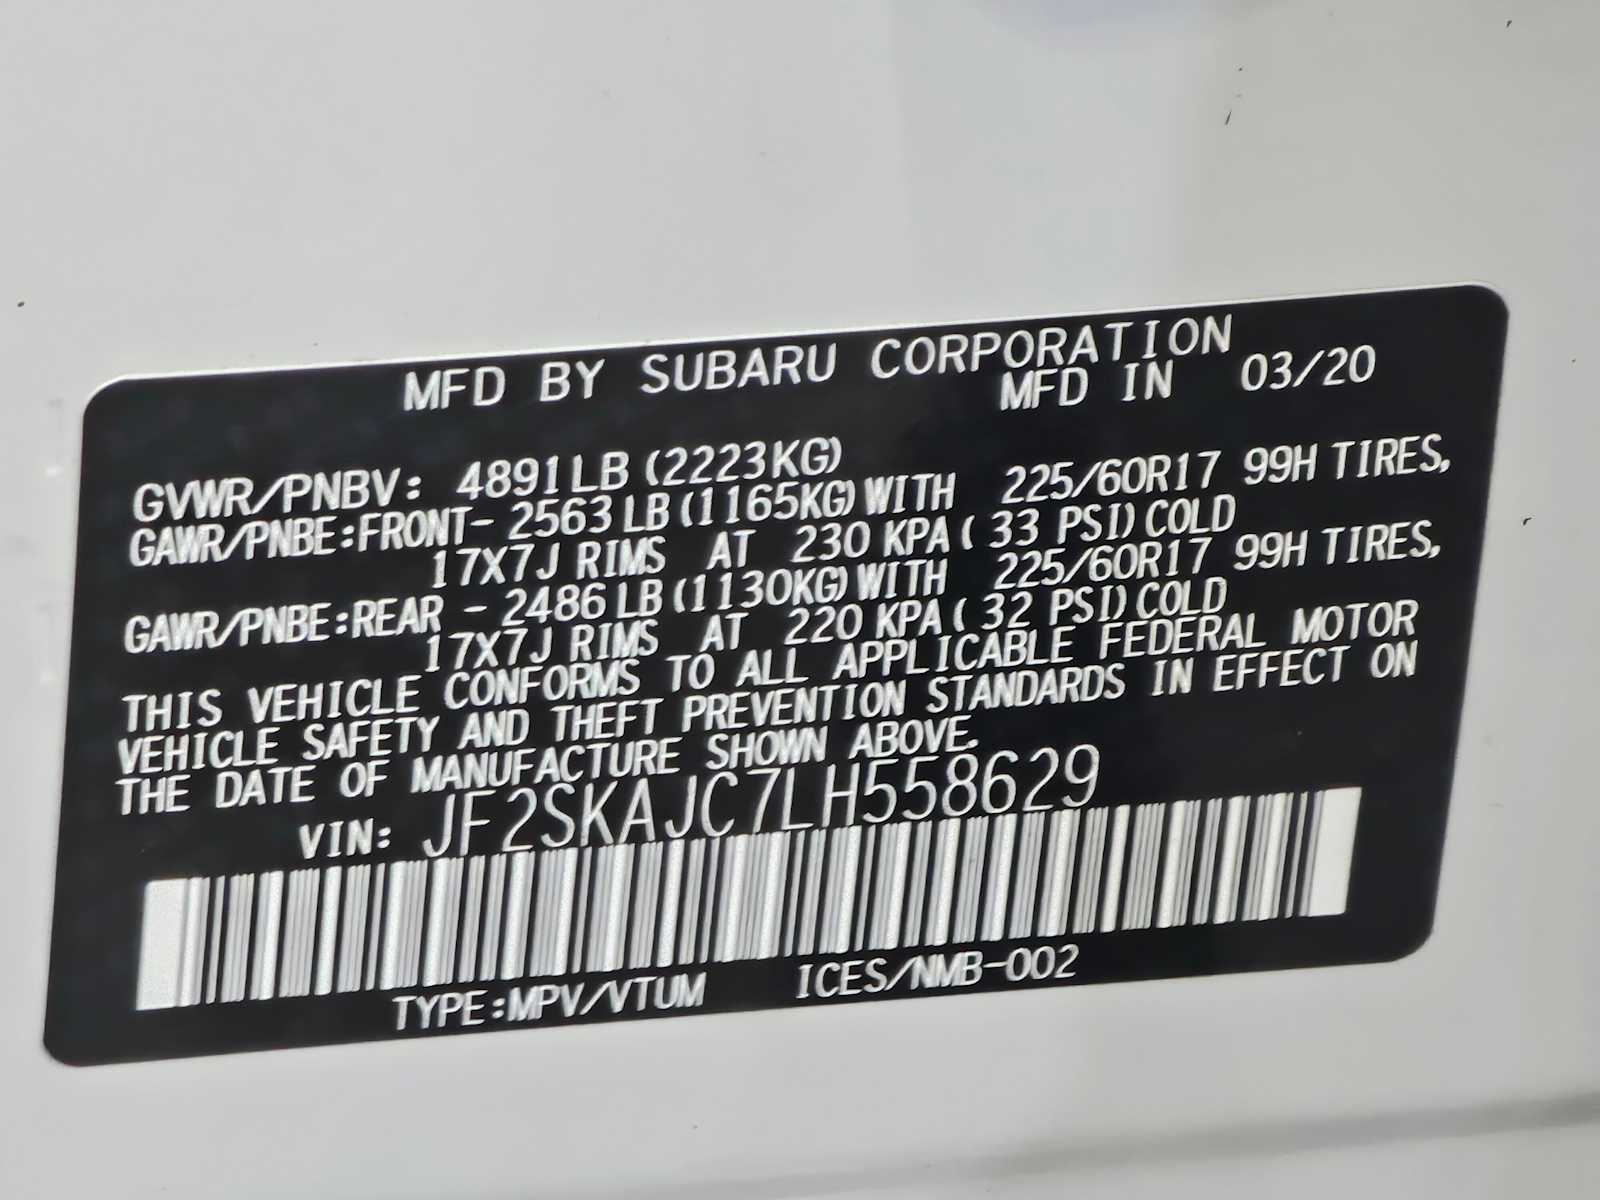 MFD BY SUBARU CORPORATION
MFD IN 03/20
GVWR/PNBV: 4891LB (2223KG)
GAWR/PNBE:FRONT- 2563LB(1165KG)WITH 225/60R17 99H TIRES,
17X7J RIMS AT 230 KPA( 33 PSI)COLD
GAWR/PNBE:REAR - 2486LB(1130KG)WITH 225/60R17 99H TIRES,
17X7J RIMS AT 220 KPA( 32 PSI)COLD
THIS VEHICLE CONFORMS TO ALL APPLICABLE FEDERAL MOTOR
VEHICLE SAFETY AND THEFT PREVENTION STANDARDS IN EFFECT ON
THE DATE OF MANUFACTURE SHOWN ABOVE.
VIN: JF2SKAJC7LH558629
TYPE:MPV/VTUM ICES/NMB-002